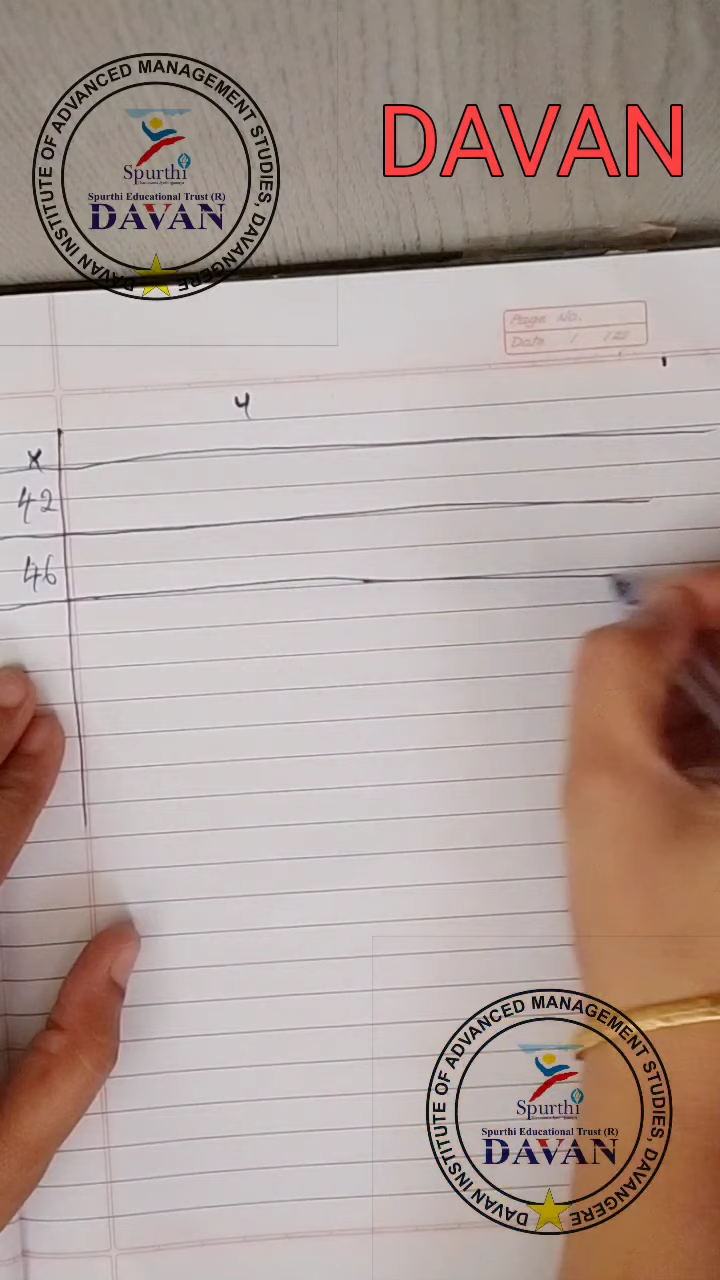 DAVAN
DAVAN INSTITUTE OF ADVANCED MANAGEMENT STUDIES, DAVANGERE
Spurthi
Spurthi Educational Trust (R)
DAVAN
Page No.
Date
4
x
42
46
DAVAN INSTITUTE OF ADVANCED MANAGEMENT STUDIES, DAVANGERE
Spurthi
Spurthi Educational Trust (R)
DAVAN